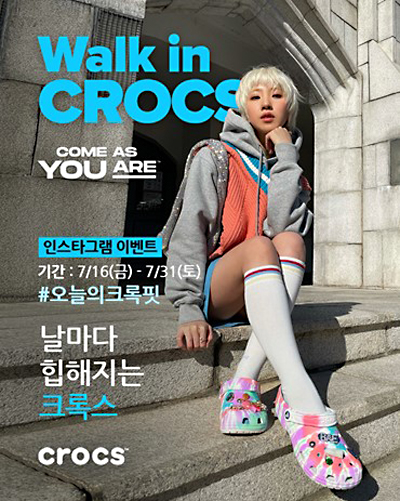 Walk in
CROCS
COME AS
YOU ARE™
인스타그램 이벤트
기간 : 7/16(금) - 7/31(토)
#오늘의크록핏
날마다
힙해지는
크록스
crocs™